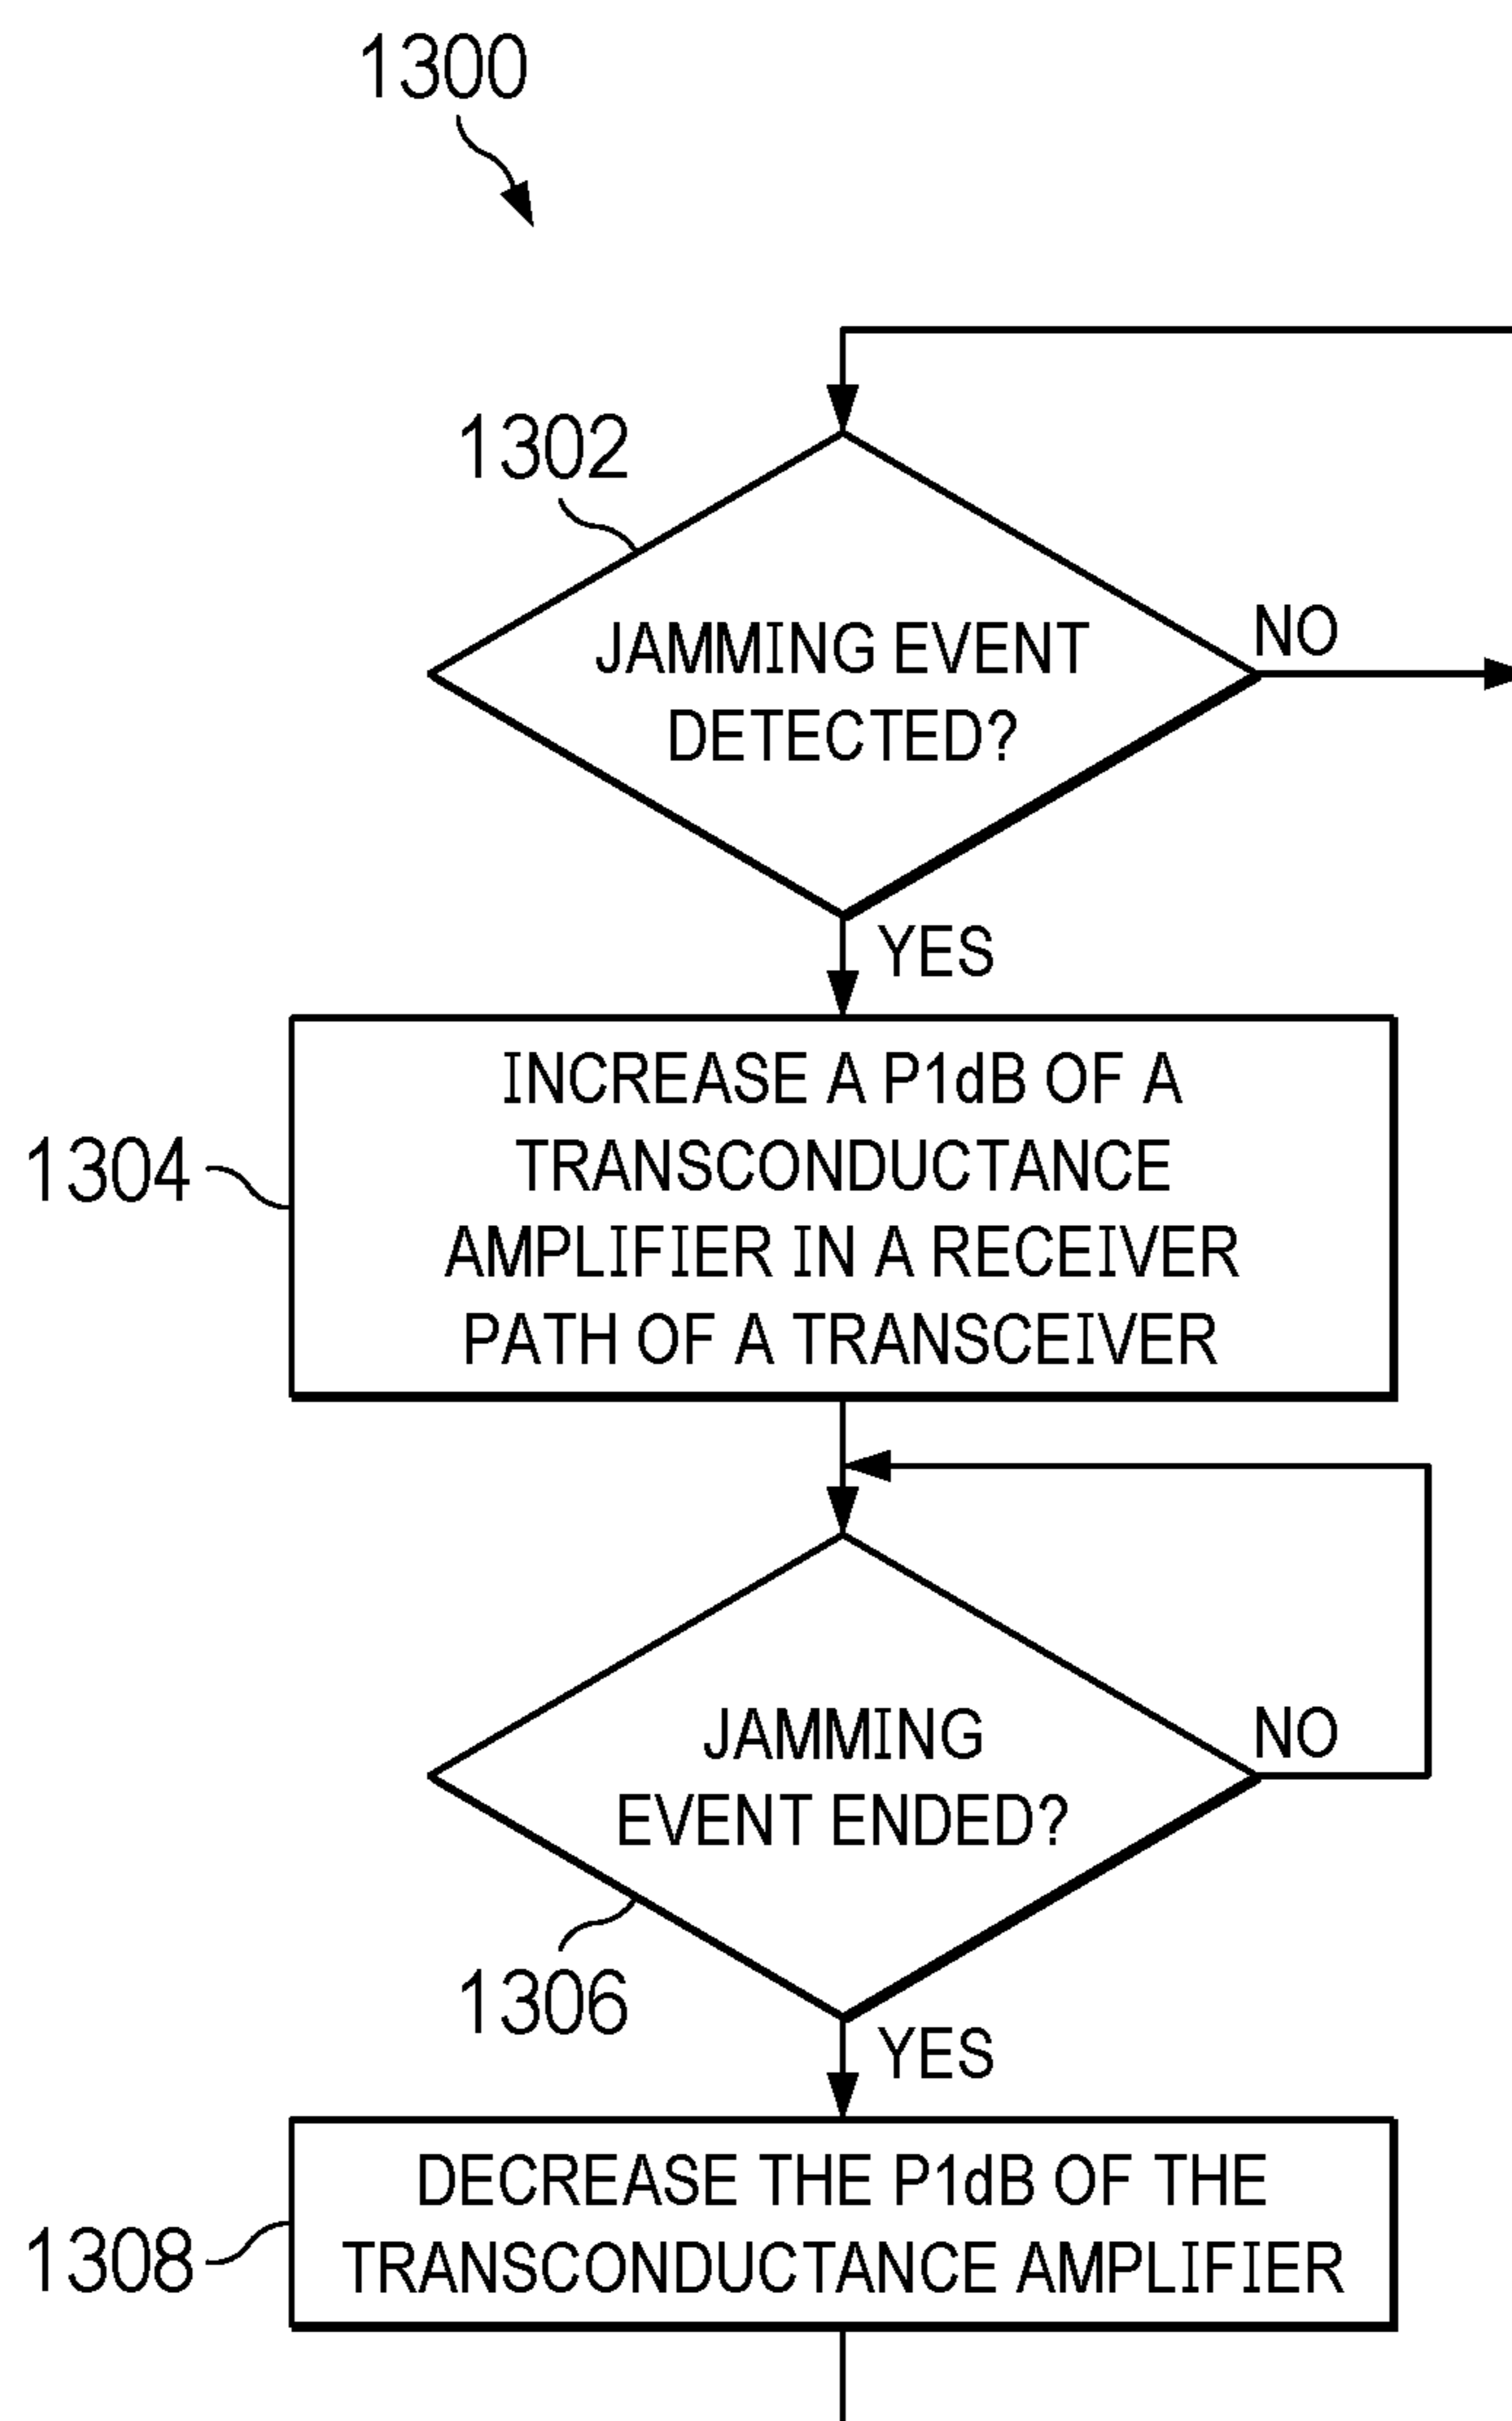 1300
1302
JAMMING EVENT
DETECTED?
NO
YES
1304
INCREASE A P1dB OF A
TRANSCONDUCTANCE
AMPLIFIER IN A RECEIVER
PATH OF A TRANSCEIVER
JAMMING
EVENT ENDED?
NO
1306
YES
1308
DECREASE THE P1dB OF THE
TRANSCONDUCTANCE AMPLIFIER